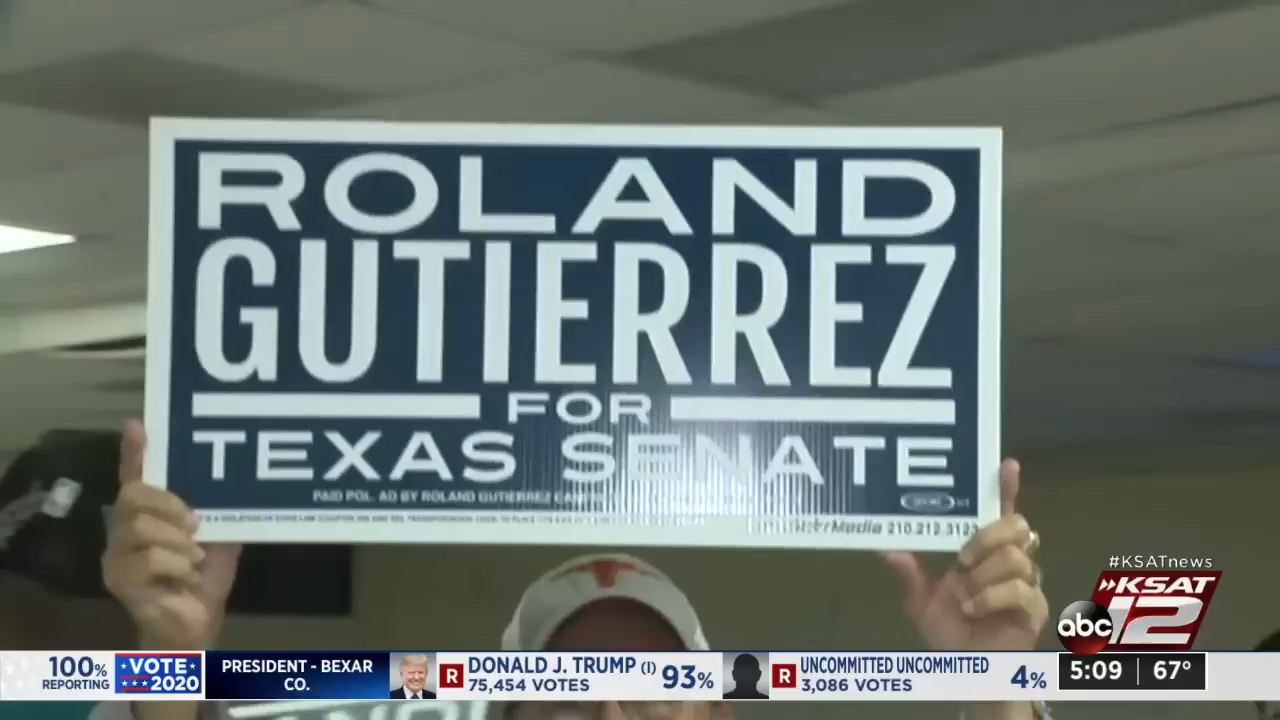 ROLAND
GUTIERREZ
FOR
TEXAS SENATE
PAID POL. AD BY ROLAND GUTIERREZ
Media 210.212.3123
#KSATnews
KSAT
abc 12
100% REPORTING
VOTE 2020
PRESIDENT - BEXAR CO.
R DONALD J. TRUMP (I) 93%
75,454 VOTES
R UNCOMMITTED UNCOMMITTED 4%
3,086 VOTES
5:09 67°